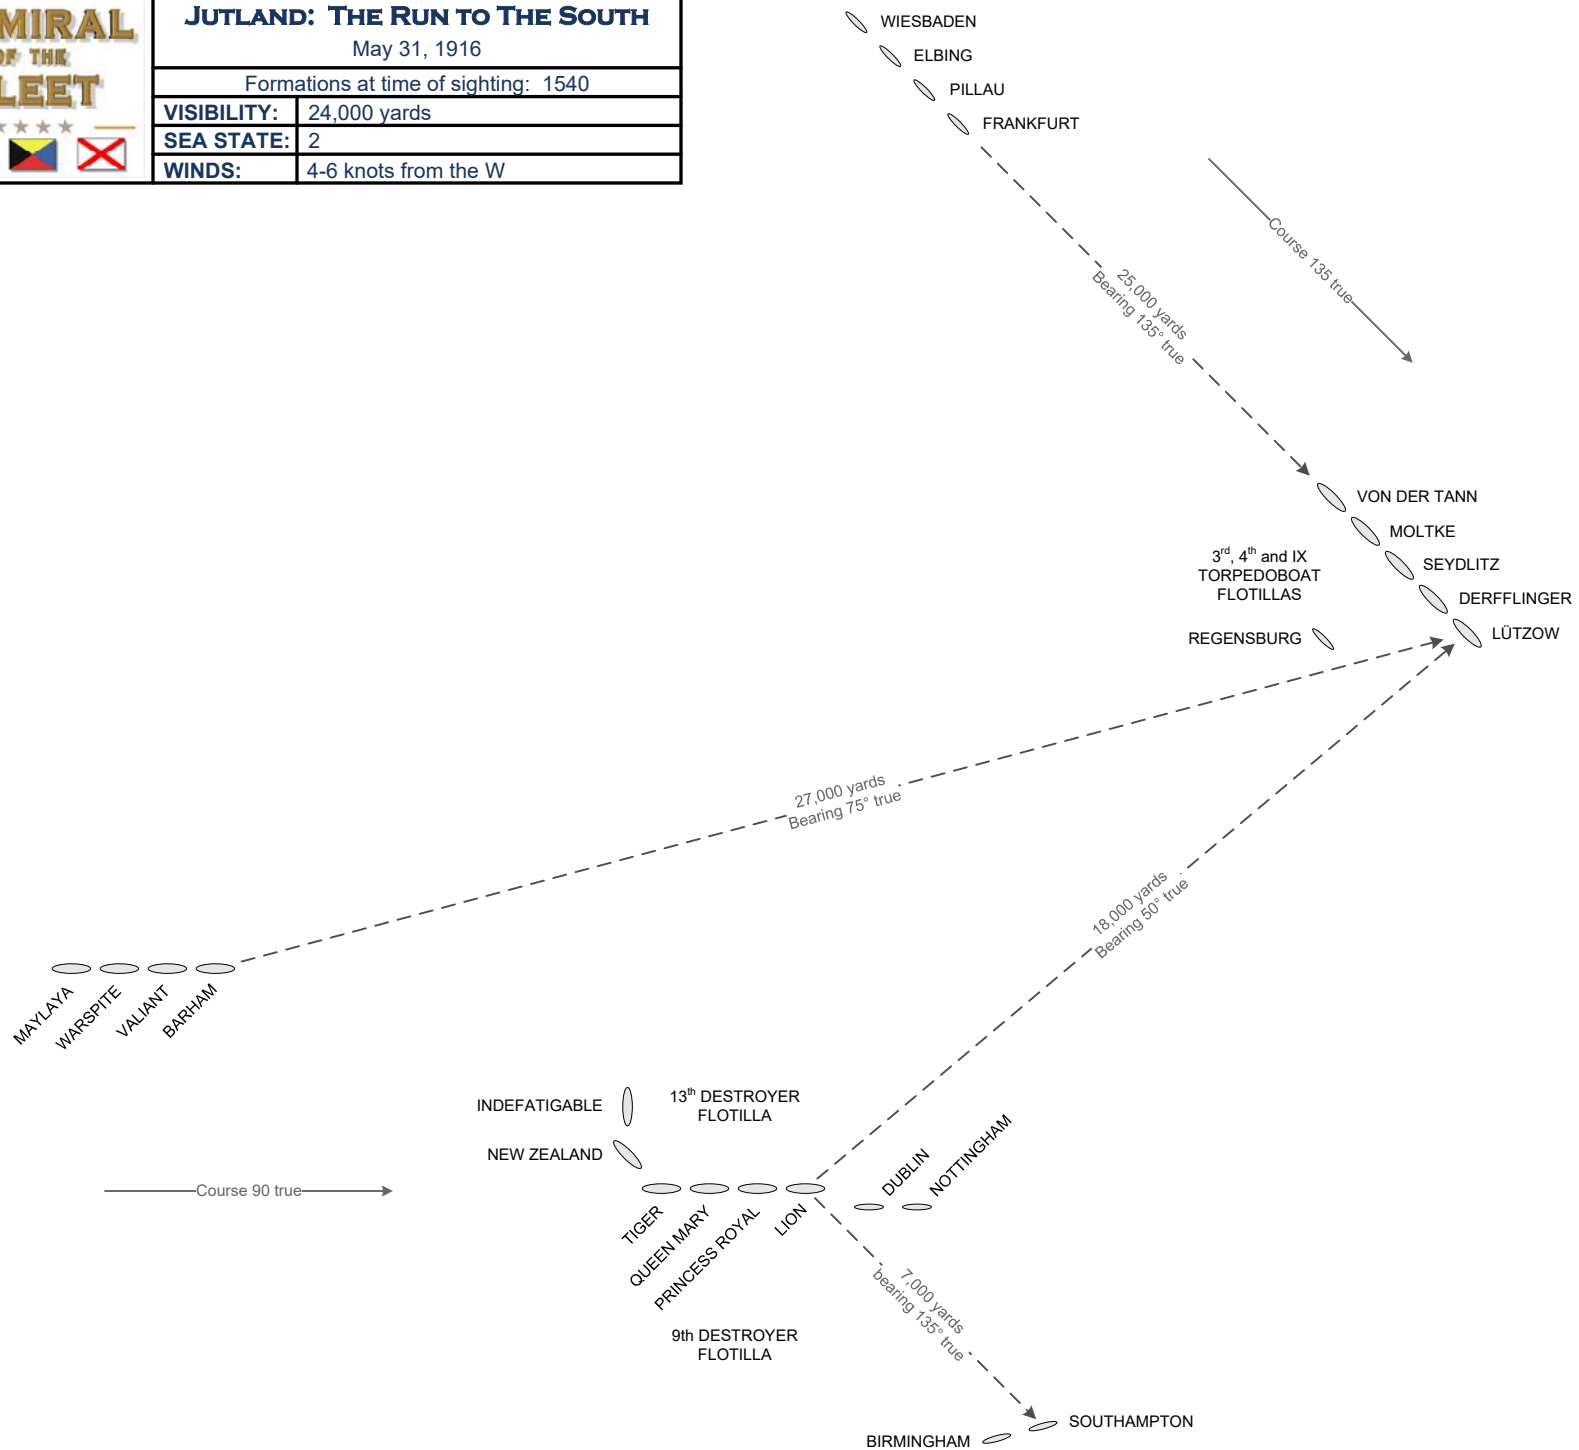 MIRAL
OF THE
LEET
JUTLAND: THE RUN TO THE SOUTH
May 31, 1916
Formations at time of sighting: 1540
VISIBILITY: 24,000 yards
SEA STATE: 2
WINDS: 4-6 knots from the W
WIESBADEN
ELBING
PILLAU
FRANKFURT
Course 135 true
25,000 yards
Bearing 135° true
VON DER TANN
MOLTKE
SEYDLITZ
DERFFLINGER
LÜTZOW
3rd, 4th and IX
TORPEDOBOAT
FLOTILLAS
REGENSBURG
27,000 yards
Bearing 75° true
18,000 yards
Bearing 50° true
MAYLAYA
WARSPITE
VALIANT
BARHAM
INDEFATIGABLE
13th DESTROYER
FLOTILLA
NEW ZEALAND
Course 90 true
TIGER
QUEEN MARY
PRINCESS ROYAL
LION
DUBLIN
NOTTINGHAM
7,000 yards
bearing 135° true
9th DESTROYER
FLOTILLA
SOUTHAMPTON
BIRMINGHAM